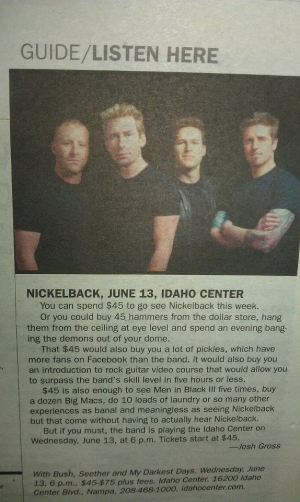 GUIDE/LISTEN HERE
NICKELBACK, JUNE 13, IDAHO CENTER
You can spend $45 to go see Nickelback this week.
Or you could buy 45 hammers from the dollar store, hang
them from the ceiling at eye level and spend an evening bang-
ing the demons out of your dome.
That $45 would also buy you a lot of pickles, which have
more fans on Facebook than the band. It would also buy you
an introduction to rock guitar video course that would allow you
to surpass the band's skill level in five hours or less.
$45 is also enough to see Men in Black III five times, buy
a dozen Big Macs, do 10 loads of laundry or so many other
experiences as banal and meaningless as seeing Nickelback
but that come without having to actually hear Nickelback.
But if you must, the band is playing the Idaho Center on
Wednesday, June 13, at 6 p.m. Tickets start at $45.
—Josh Gross
With Bush, Seether and My Darkest Days. Wednesday, June
13, 6 p.m., $45-$75 plus fees. Idaho Center, 16200 Idaho
Center Blvd., Nampa, 208-468-1000, idahocenter.com.